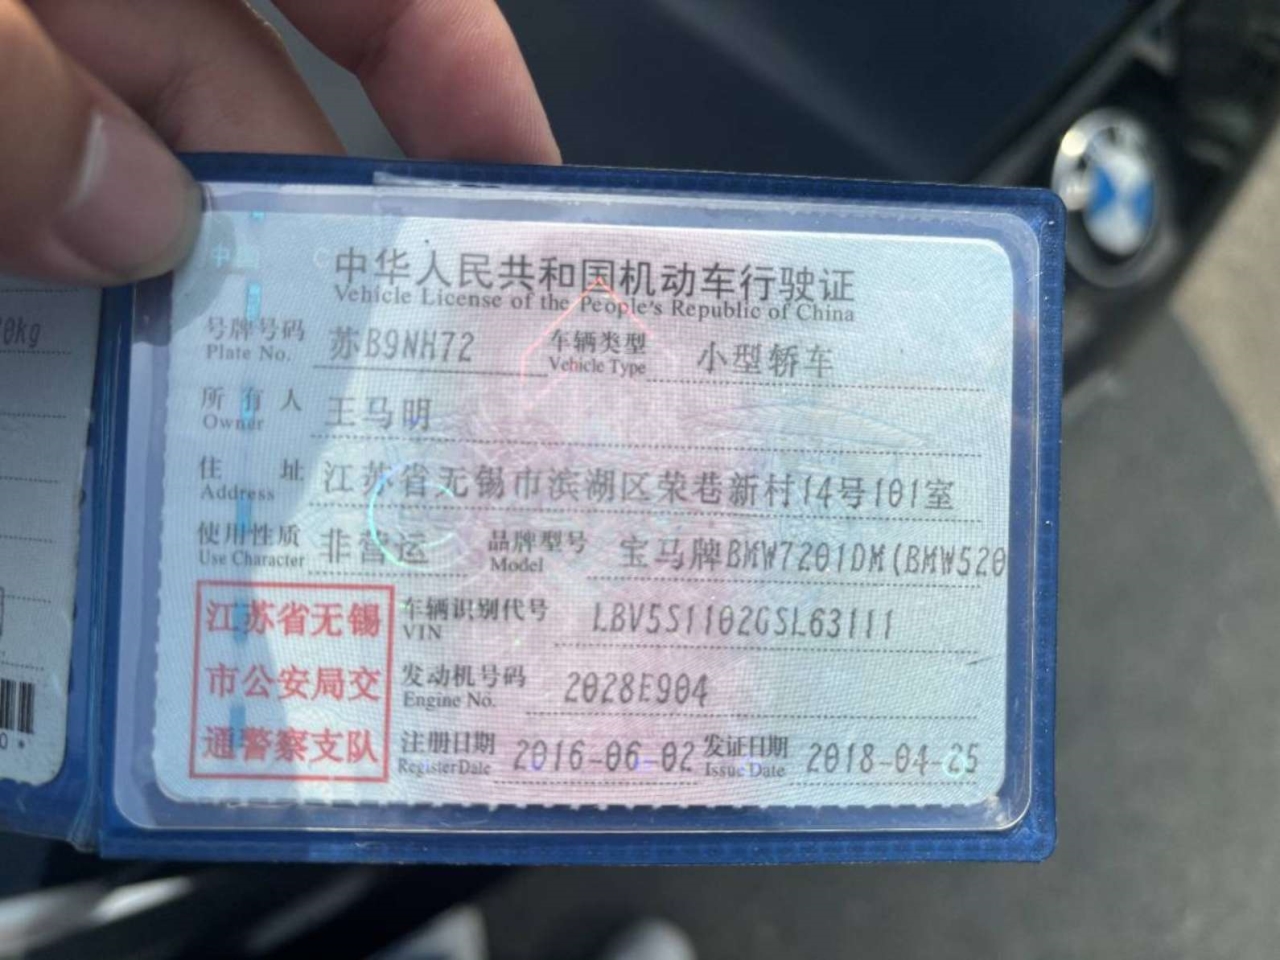 中华人民共和国机动车行驶证
Vehicle License of the People's Republic of China
号牌号码 苏B9NH72 车辆类型 小型轿车
Plate No. Vehicle Type
所有人 王马明
Owner
住址 江苏省无锡市滨湖区荣巷新村14号101室
Address
使用性质 非营运 品牌型号 宝马牌BMW7201DM(BMW520
Use Character Model
江苏省无锡
市公安局交
通警察支队
车辆识别代号 LBV5S1102GSL63111
VIN
发动机号码 2028E904
Engine No.
注册日期 2016-06-02 发证日期 2018-04-25
Register Date Issue Date